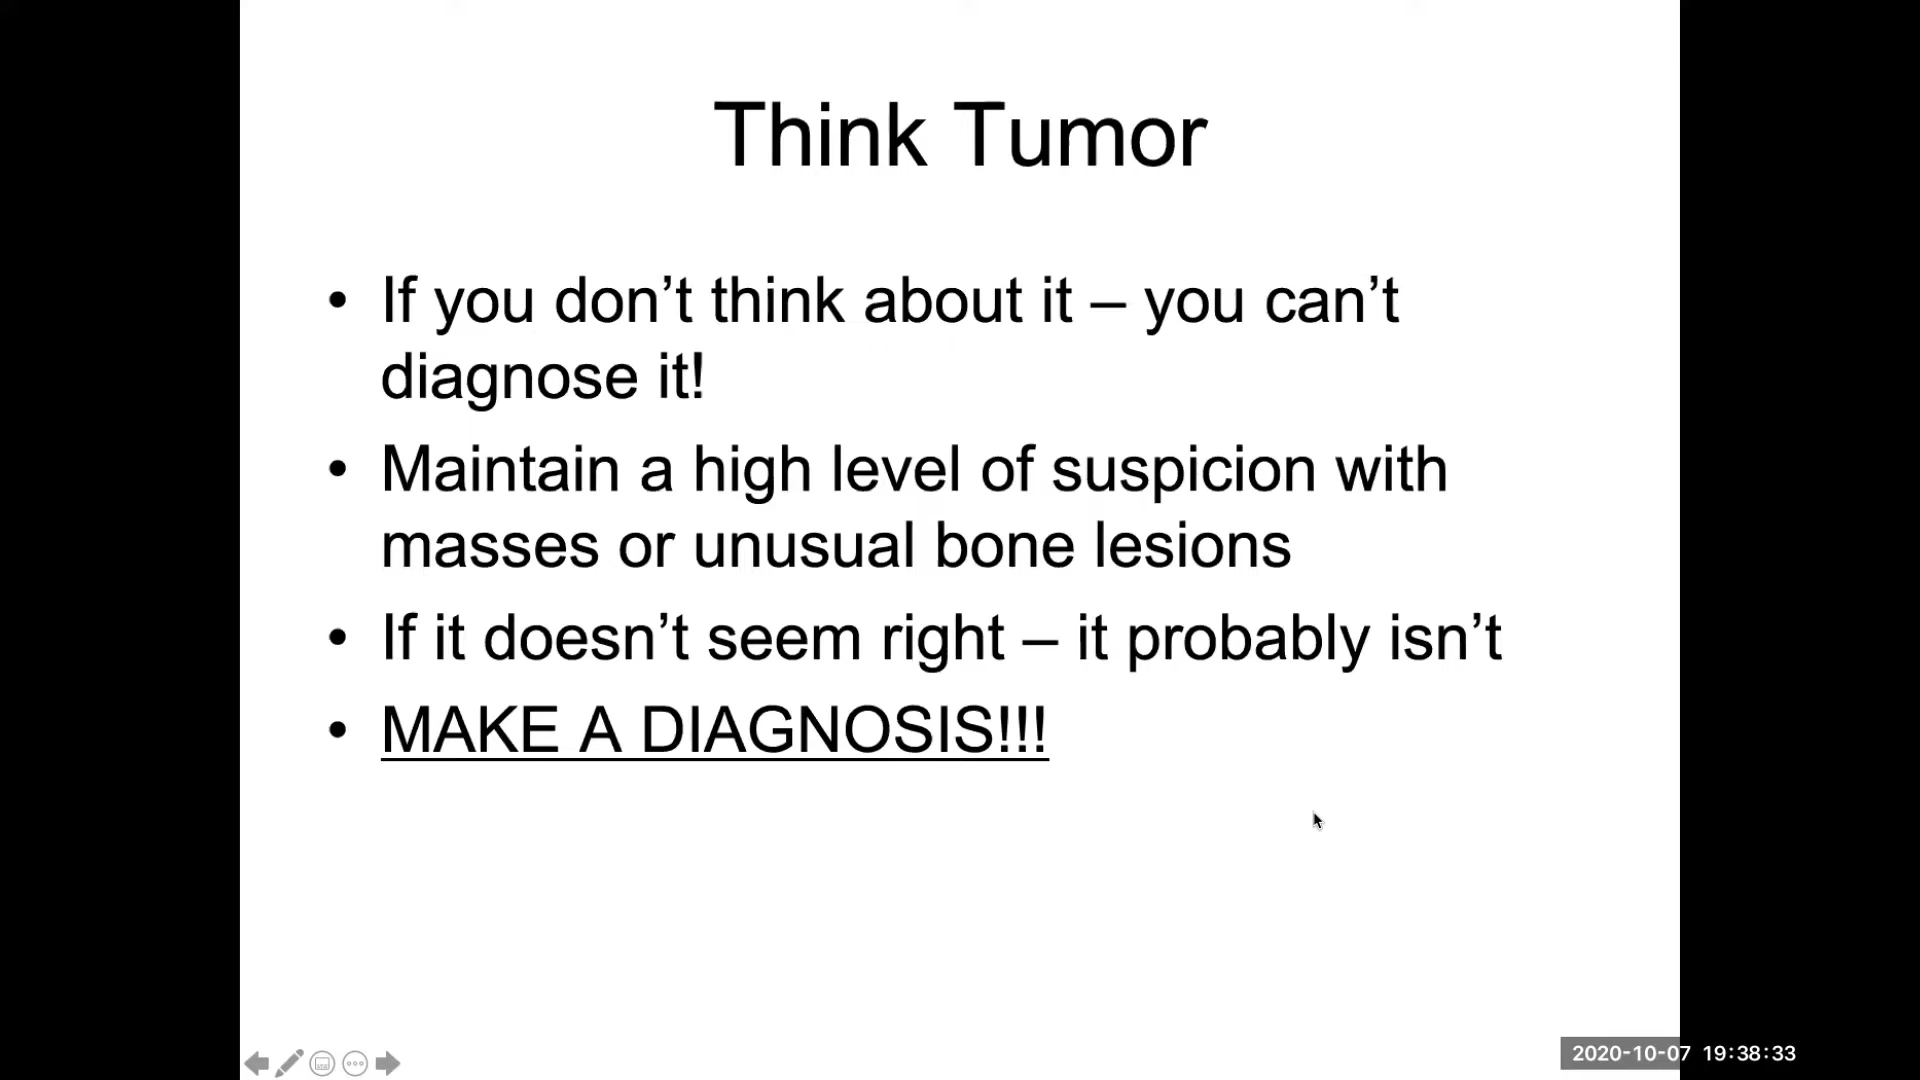 Think Tumor
• If you don’t think about it – you can’t
diagnose it!
• Maintain a high level of suspicion with
masses or unusual bone lesions
• If it doesn’t seem right – it probably isn’t
• MAKE A DIAGNOSIS!!!
2020-10-07 19:38:33